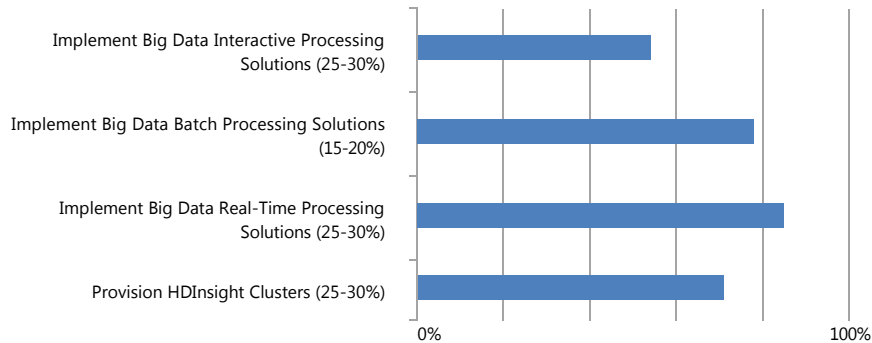 Implement Big Data Interactive Processing
Solutions (25-30%)
Implement Big Data Batch Processing Solutions
(15-20%)
Implement Big Data Real-Time Processing
Solutions (25-30%)
Provision HDInsight Clusters (25-30%)
0%
100%